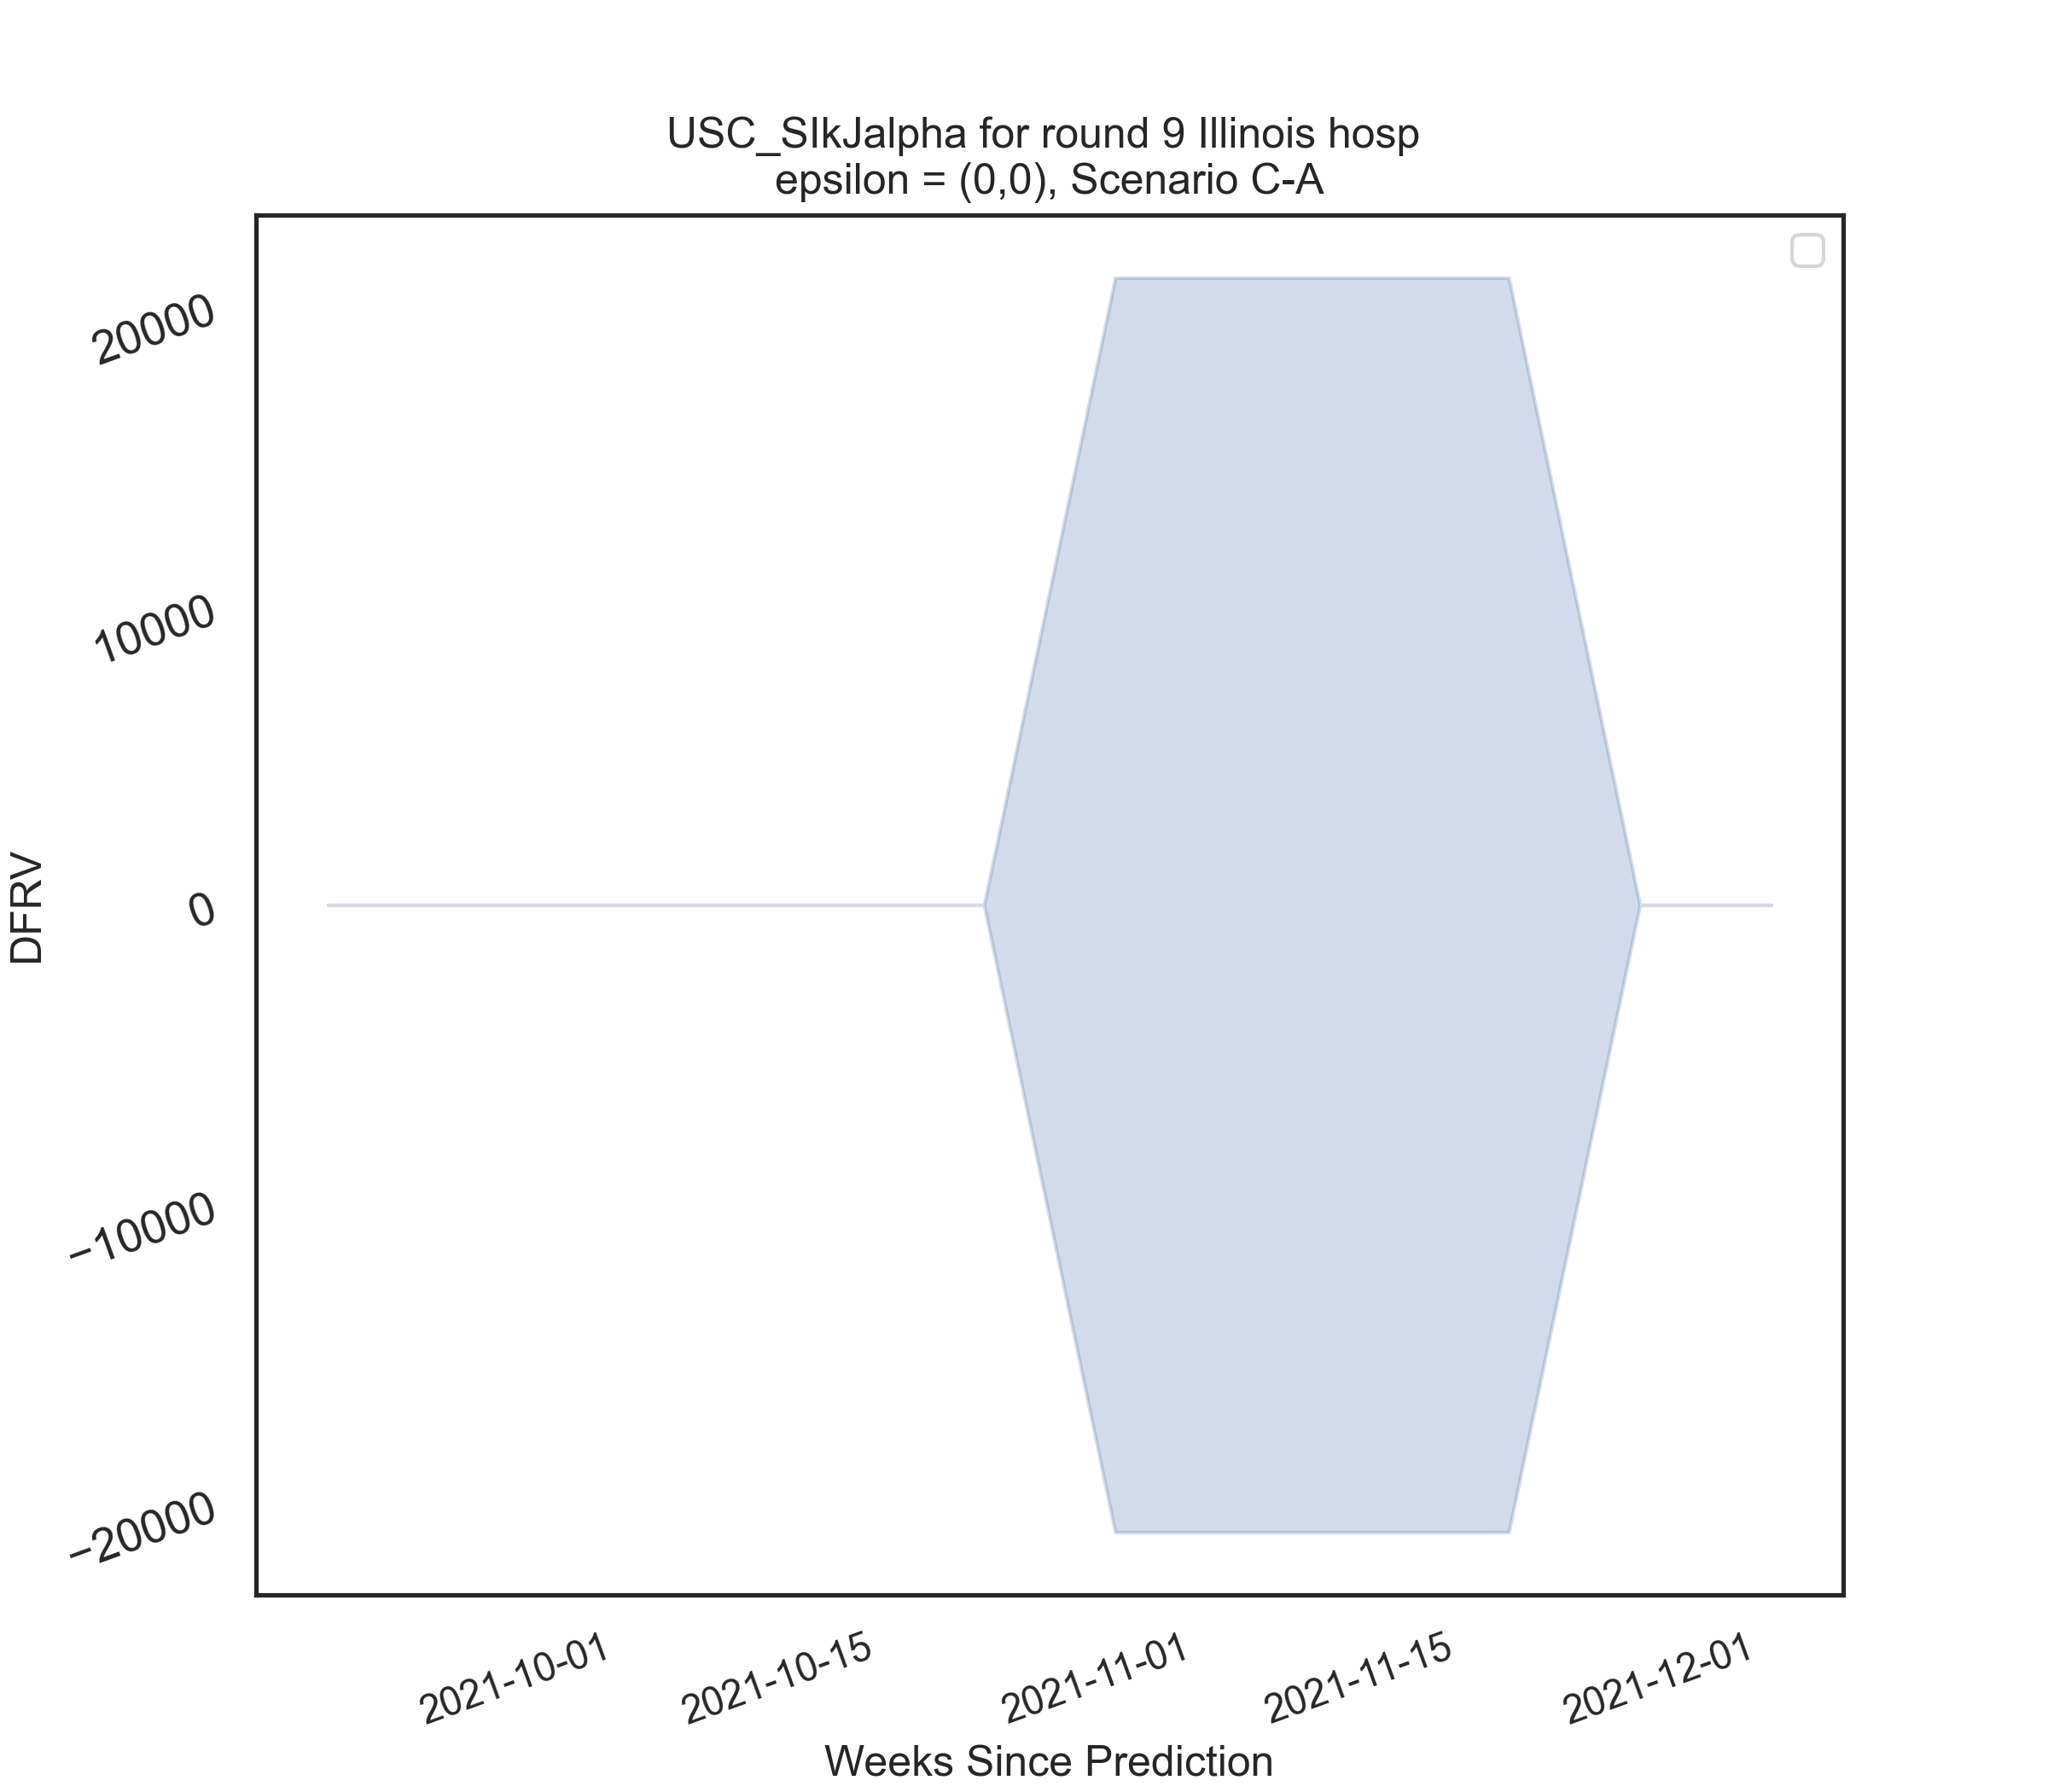 USC_SIkJalpha for round 9 Illinois hosp
epsilon = (0,0), Scenario C-A
20000
10000
0
−10000
−20000
DFRV
2021-10-01
2021-10-15
2021-11-01
2021-11-15
2021-12-01
Weeks Since Prediction